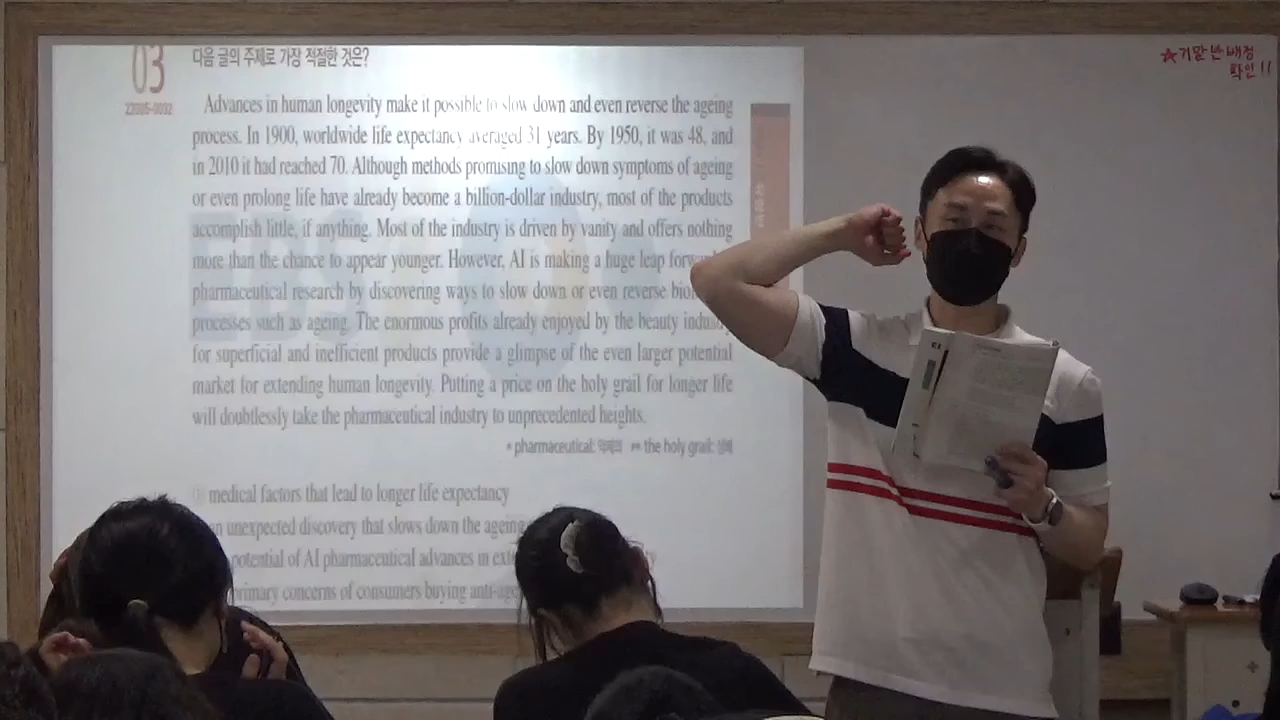 03
다음 글의 주제로 가장 적절한 것은?
22005-0032
Advances in human longevity make it possible to slow down and even reverse the ageing
process. In 1900, worldwide life expectancy averaged 31 years. By 1950, it was 48, and
in 2010 it had reached 70. Although methods promising to slow down symptoms of ageing
or even prolong life have already become a billion-dollar industry, most of the products
accomplish little, if anything. Most of the industry is driven by vanity and offers nothing
more than the chance to appear younger. However, AI is making a huge leap
pharmaceutical research by discovering ways to slow down or even reverse
processes such as ageing. The enormous profits already enjoyed by the beauty
for superficial and inefficient products provide a glimpse of the even larger potential
market for extending human longevity. Putting a price on the holy grail for longer life
will doubtlessly take the pharmaceutical industry to unprecedented heights.
* pharmaceutical: 약제의 ** the holy grail: 성배
① medical factors that lead to longer life expectancy
an unexpected discovery that slows down the ageing
potential of AI pharmaceutical advances in
primary concerns of consumers buying
★기말 반 배정
확인!!